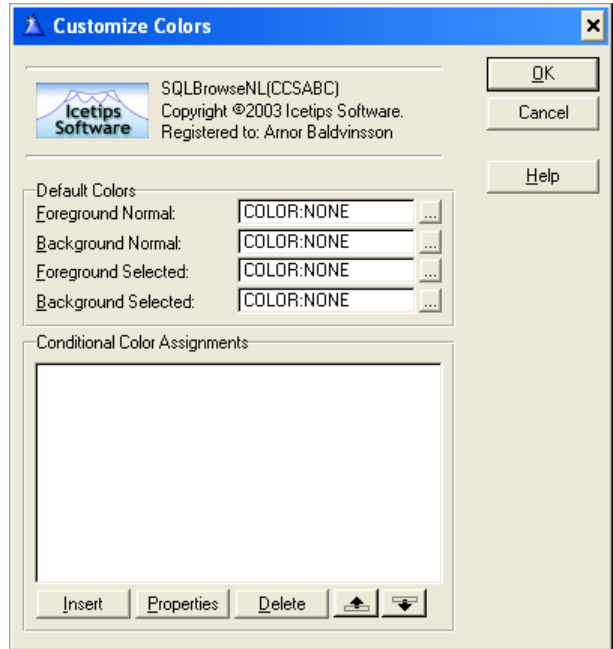 Customize Colors
Icetips
Software
SQLBrowseNL(CCSABC)
Copyright ©2003 Icetips Software.
Registered to: Arnor Baldvinsson
OK
Cancel
Help
Default Colors
Foreground Normal: COLOR:NONE ...
Background Normal: COLOR:NONE ...
Foreground Selected: COLOR:NONE ...
Background Selected: COLOR:NONE ...
Conditional Color Assignments
Insert Properties Delete